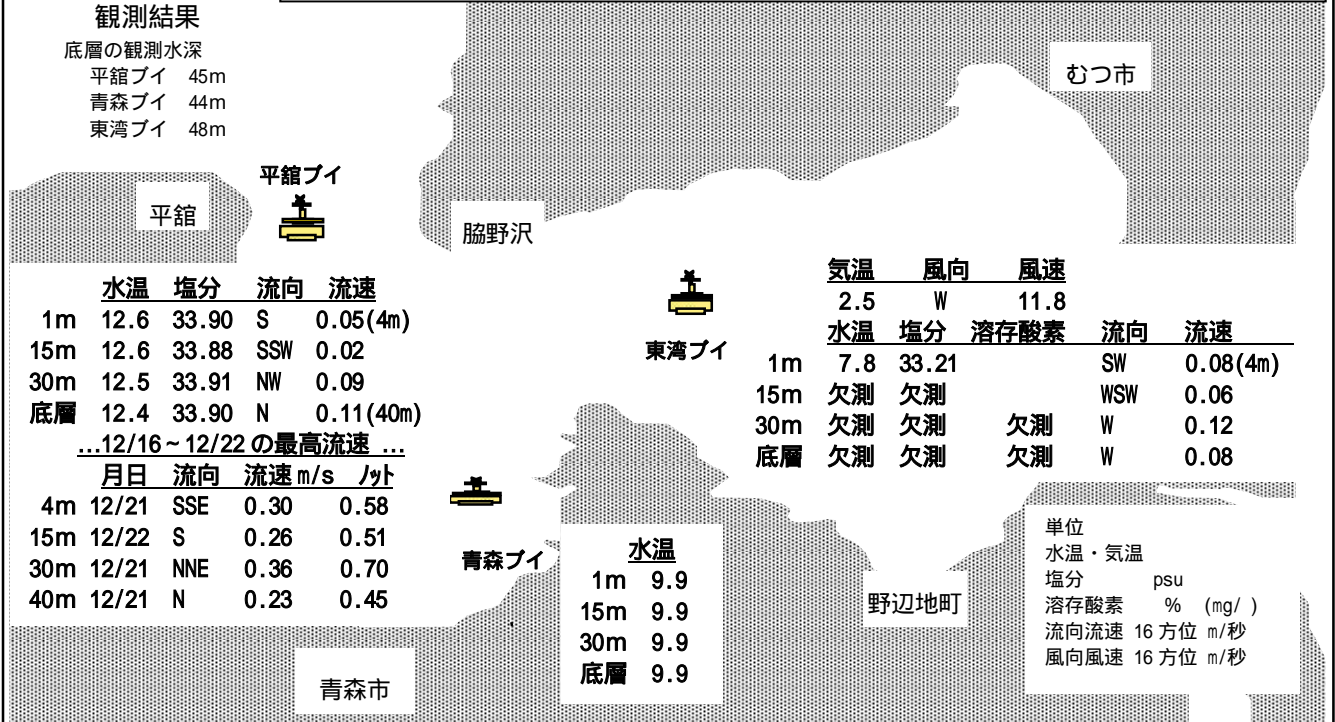 観測結果
底層の観測水深
平舘ブイ 45m
青森ブイ 44m
東湾ブイ 48m
むつ市
平舘ブイ
平舘
脇野沢
水温 塩分 流向 流速
1m 12.6 33.90 S 0.05(4m)
15m 12.6 33.88 SSW 0.02
30m 12.5 33.91 NW 0.09
底層 12.4 33.90 N 0.11(40m)
…12/16～12/22の最高流速 …
月日 流向 流速m/s ﾉｯﾄ
4m 12/21 SSE 0.30 0.58
15m 12/22 S 0.26 0.51
30m 12/21 NNE 0.36 0.70
40m 12/21 N 0.23 0.45
東湾ブイ
気温 風向 風速
2.5 W 11.8
水温 塩分 溶存酸素 流向 流速
1m 7.8 33.21 SW 0.08(4m)
15m 欠測 欠測 WSW 0.06
30m 欠測 欠測 欠測 W 0.12
底層 欠測 欠測 欠測 W 0.08
青森ブイ
水温
1m 9.9
15m 9.9
30m 9.9
底層 9.9
野辺地町
青森市
単位
水温・気温
塩分 psu
溶存酸素 % (mg/ )
流向流速 16方位 m/秒
風向風速 16方位 m/秒